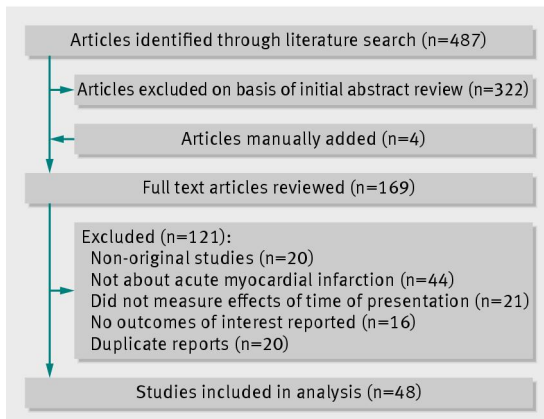 Articles identified through literature search (n=487)
Articles excluded on basis of initial abstract review (n=322)
Articles manually added (n=4)
Full text articles reviewed (n=169)
Excluded (n=121):
Non-original studies (n=20)
Not about acute myocardial infarction (n=44)
Did not measure effects of time of presentation (n=21)
No outcomes of interest reported (n=16)
Duplicate reports (n=20)
Studies included in analysis (n=48)